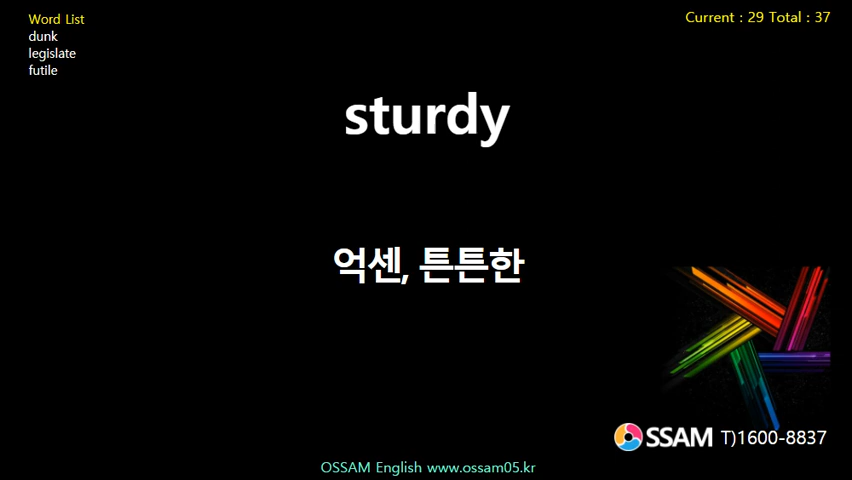 Word List
dunk
legislate
futile
Current : 29 Total : 37
sturdy
억센, 튼튼한
OSSAM T)1600-8837
OSSAM English www.ossam05.kr